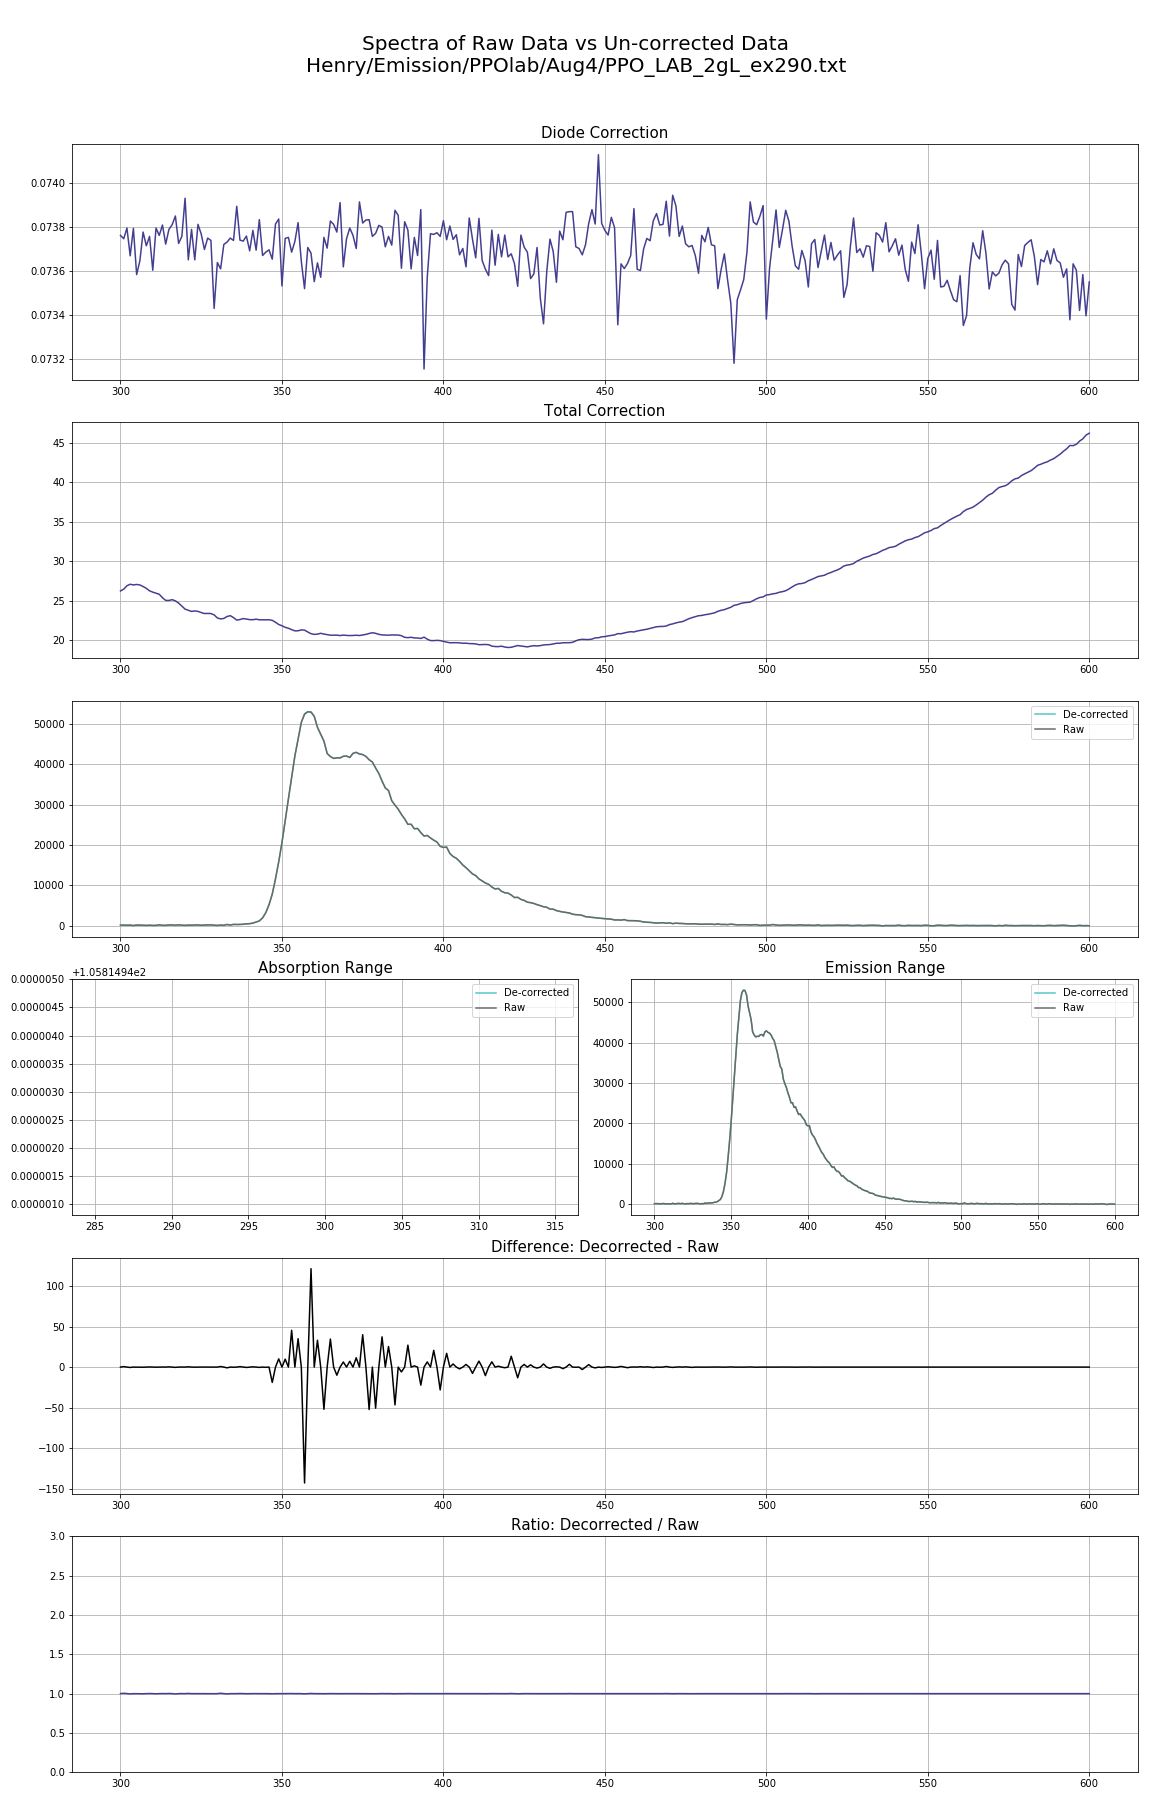 Spectra of Raw Data vs Un-corrected Data
Henry/Emission/PPOlab/Aug4/PPO_LAB_2gL_ex290.txt
Diode Correction
0.0740
0.0738
0.0736
0.0734
0.0732
300 350 400 450 500 550 600
Total Correction
45
40
35
30
25
20
300 350 400 450 500 550 600
De-corrected
Raw
50000
40000
30000
20000
10000
0
300 350 400 450 500 550 600
Absorption Range
+1.0581494e2
De-corrected
Raw
0.0000050
0.0000045
0.0000040
0.0000035
0.0000030
0.0000025
0.0000020
0.0000015
0.0000010
285 290 295 300 305 310 315
Emission Range
De-corrected
Raw
50000
40000
30000
20000
10000
0
300 350 400 450 500 550 600
Difference: Decorrected - Raw
100
50
0
−50
−100
−150
300 350 400 450 500 550 600
Ratio: Decorrected / Raw
3.0
2.5
2.0
1.5
1.0
0.5
0.0
300 350 400 450 500 550 600